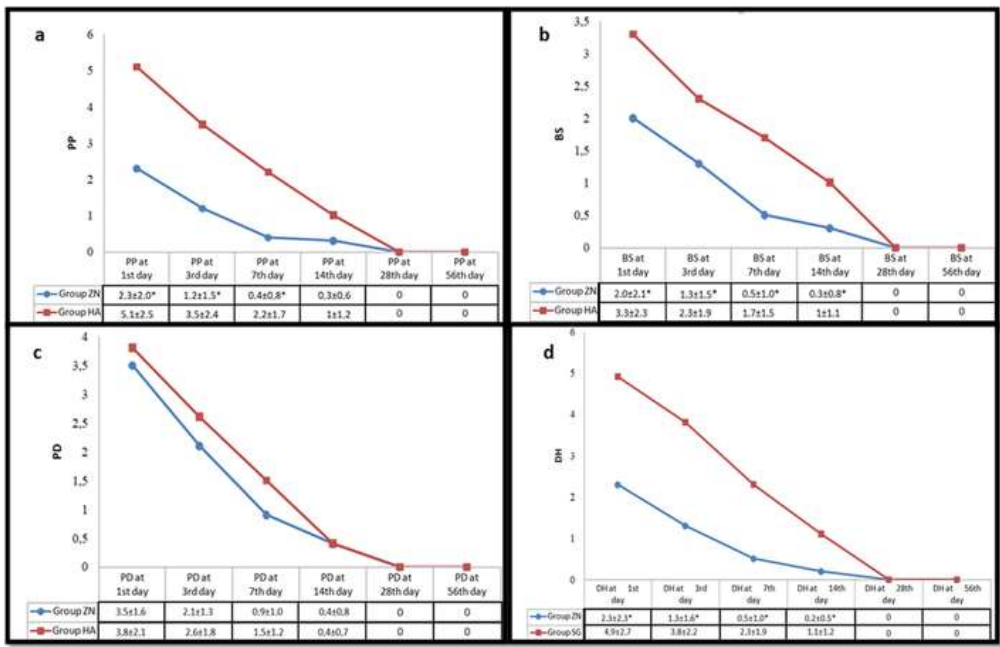 a
6
5
4
3
2
1
0
PP
PP at 1st day PP at 3rd day PP at 7th day PP at 14th day PP at 28th day PP at 56th day
Group ZN 2.3±2.0* 1.2±1.5* 0.4±0.8* 0.3±0.6 0 0
Group HA 5.1±2.5 3.5±2.4 2.2±1.7 1±1.2 0 0
b
3,5
3
2,5
2
1,5
1
0,5
0
BS
BS at 1st day BS at 3rd day BS at 7th day BS at 14th day BS at 28th day BS at 56th day
Group ZN 2.0±2.1* 1.3±1.5* 0.5±1.0* 0.3±0.8* 0 0
Group HA 3.3±2.3 2.3±1.9 1.7±1.5 1±1.1 0 0
c
4
3,5
3
2,5
2
1,5
1
0,5
0
PD
PD at 1st day PD at 3rd day PD at 7th day PD at 14th day PD at 28th day PD at 56th day
Group ZN 3.5±1.6 2.1±1.3 0.9±1.0 0,4±0,8 0 0
Group HA 3.8±2.1 2.6±1.8 1.5±1.2 0.4±0.7 0 0
d
6
5
4
3
2
1
0
DH
DH at 1st day DH at 3rd day DH at 7th day DH at 14th day DH at 28th day DH at 56th day
Group ZN 2.3±2.3* 1.3±1.6* 0.5±1.0* 0.2±0.5* 0 0
Group SG 4.9±2.7 3.8±2.2 2.3±1.9 1.1±1.2 0 0